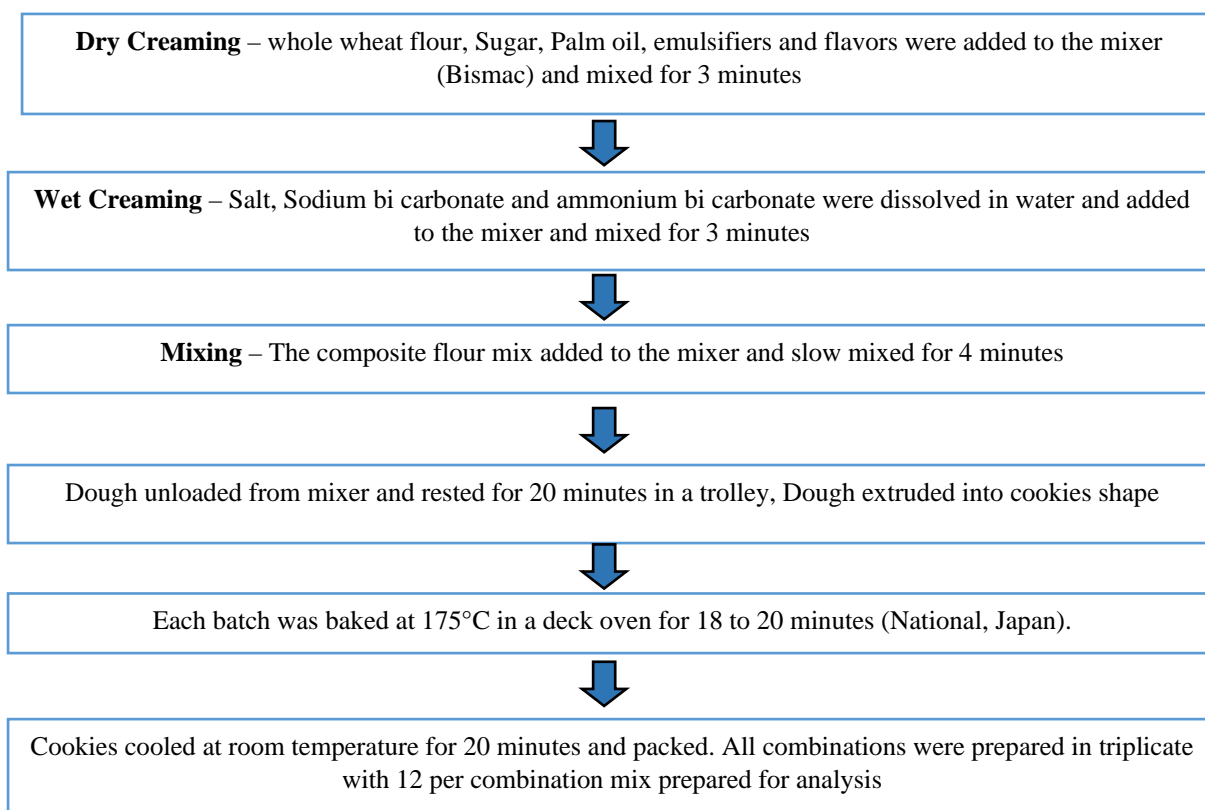 Dry Creaming – whole wheat flour, Sugar, Palm oil, emulsifiers and flavors were added to the mixer
(Bismac) and mixed for 3 minutes
Wet Creaming – Salt, Sodium bi carbonate and ammonium bi carbonate were dissolved in water and added
to the mixer and mixed for 3 minutes
Mixing – The composite flour mix added to the mixer and slow mixed for 4 minutes
Dough unloaded from mixer and rested for 20 minutes in a trolley, Dough extruded into cookies shape
Each batch was baked at 175°C in a deck oven for 18 to 20 minutes (National, Japan).
Cookies cooled at room temperature for 20 minutes and packed. All combinations were prepared in triplicate
with 12 per combination mix prepared for analysis